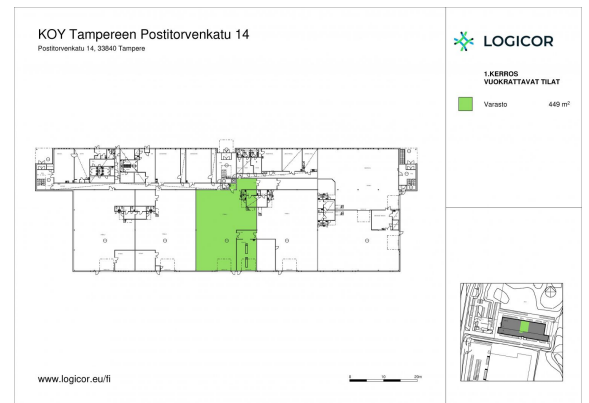 KOY Tampereen Postitorvenkatu 14
Postitorvenkatu 14, 33840 Tampere
LOGICOR
1.KERROS
VUOKRATTAVAT TILAT
Varasto 449 m²
www.logicor.eu/fi
0 10 20m